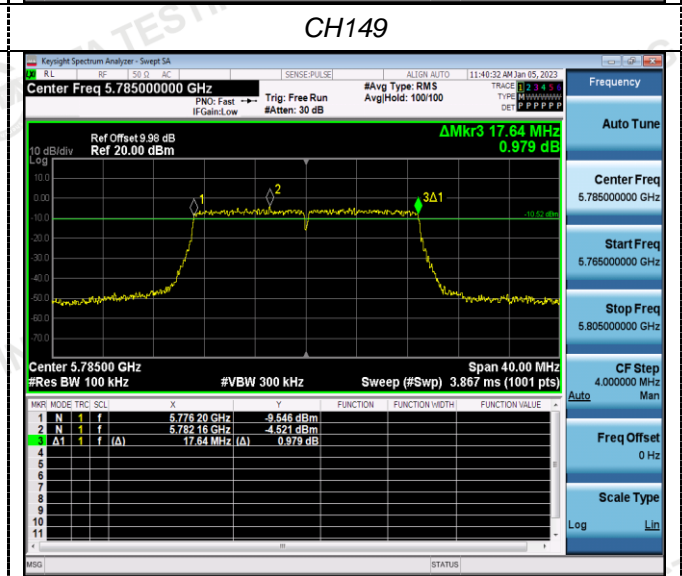 CH149
Keysight Spectrum Analyzer - Swept SA
RL RF 50 Ω AC SENSE:PULSE ALIGN AUTO 11:40:32 AM Jan 05, 2023
Center Freq 5.785000000 GHz
PNO: Fast
IFGain:Low
Trig: Free Run
#Atten: 30 dB
#Avg Type: RMS
Avg|Hold: 100/100
TRACE 1 2 3 4 5 6
TYPE M WWWWW
DET P P P P P P
Frequency
Auto Tune
Center Freq
5.785000000 GHz
Start Freq
5.765000000 GHz
Stop Freq
5.805000000 GHz
CF Step
4.000000 MHz
Auto Man
Freq Offset
0 Hz
Scale Type
Log Lin
ΔMkr3 17.64 MHz
0.979 dB
Ref Offset 9.98 dB
10 dB/div Ref 20.00 dBm
Log
10.0
0.00
-10.0
-20.0
-30.0
-40.0
-50.0
-60.0
-70.0
1
2
3Δ1
-10.52 dBm
Center 5.78500 GHz Span 40.00 MHz
#Res BW 100 kHz #VBW 300 kHz Sweep (#Swp) 3.867 ms (1001 pts)
MKR MODE TRC SCL X Y FUNCTION FUNCTION WIDTH FUNCTION VALUE
1 N 1 f 5.776 20 GHz -9.546 dBm
2 N 1 f 5.782 16 GHz -4.521 dBm
3 Δ1 1 f (Δ) 17.64 MHz (Δ) 0.979 dB
4
5
6
7
8
9
10
11
MSG STATUS